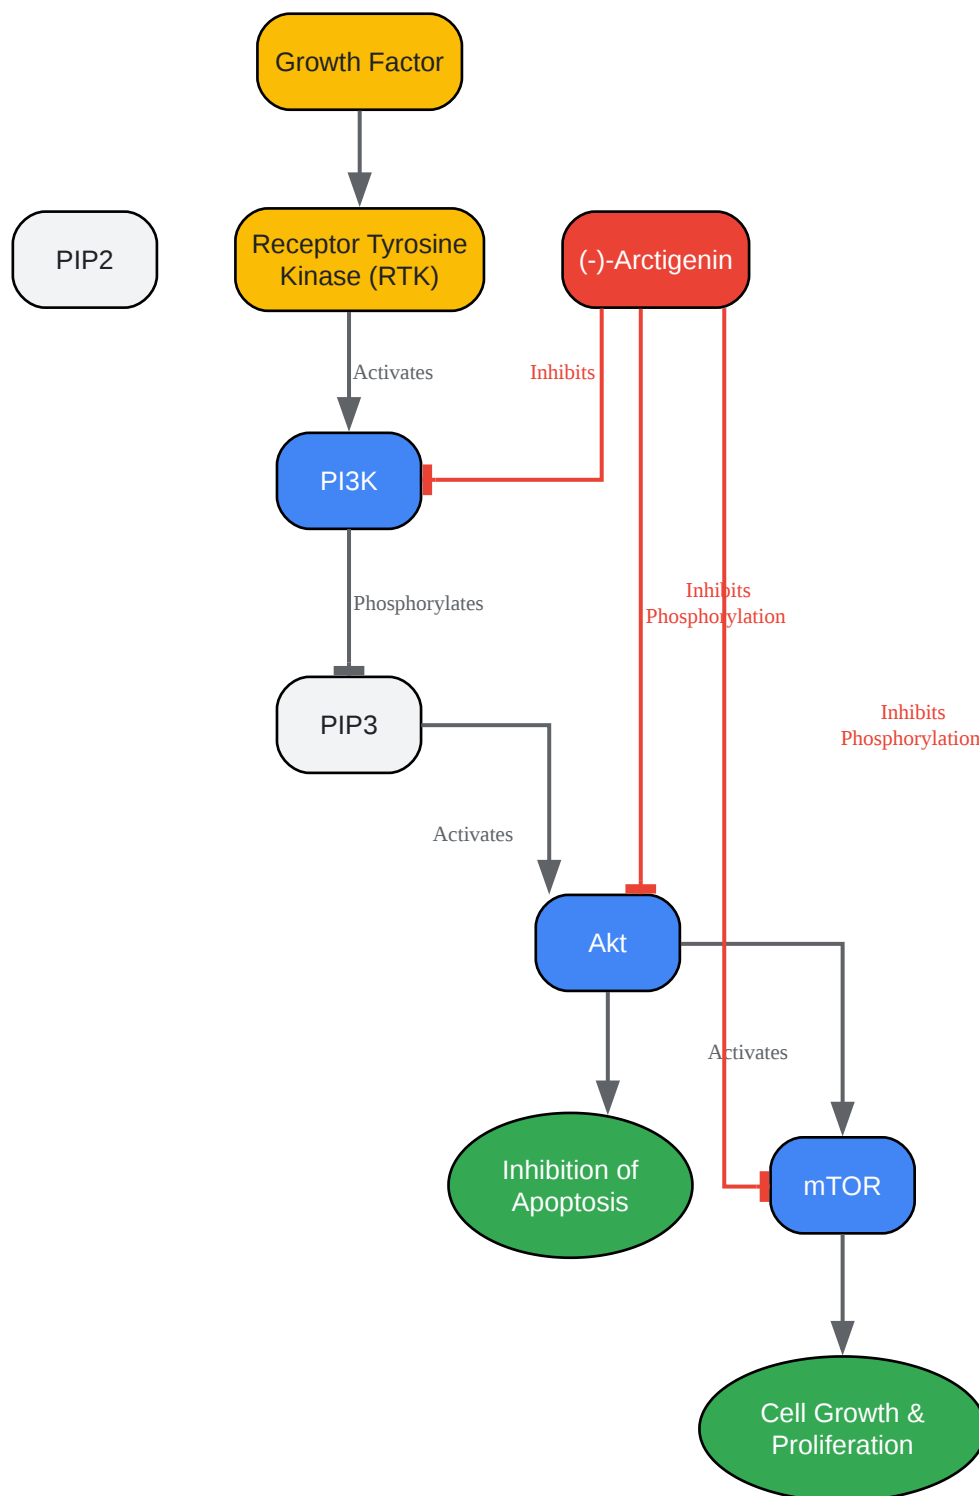 Growth Factor
PIP2
Receptor Tyrosine
Kinase (RTK)
(-)-Arctigenin
Activates
Inhibits
PI3K
Phosphorylates
Inhibits
Phosphorylation
PIP3
Inhibits
Phosphorylation
Activates
Akt
Activates
Inhibition of
Apoptosis
mTOR
Cell Growth &
Proliferation